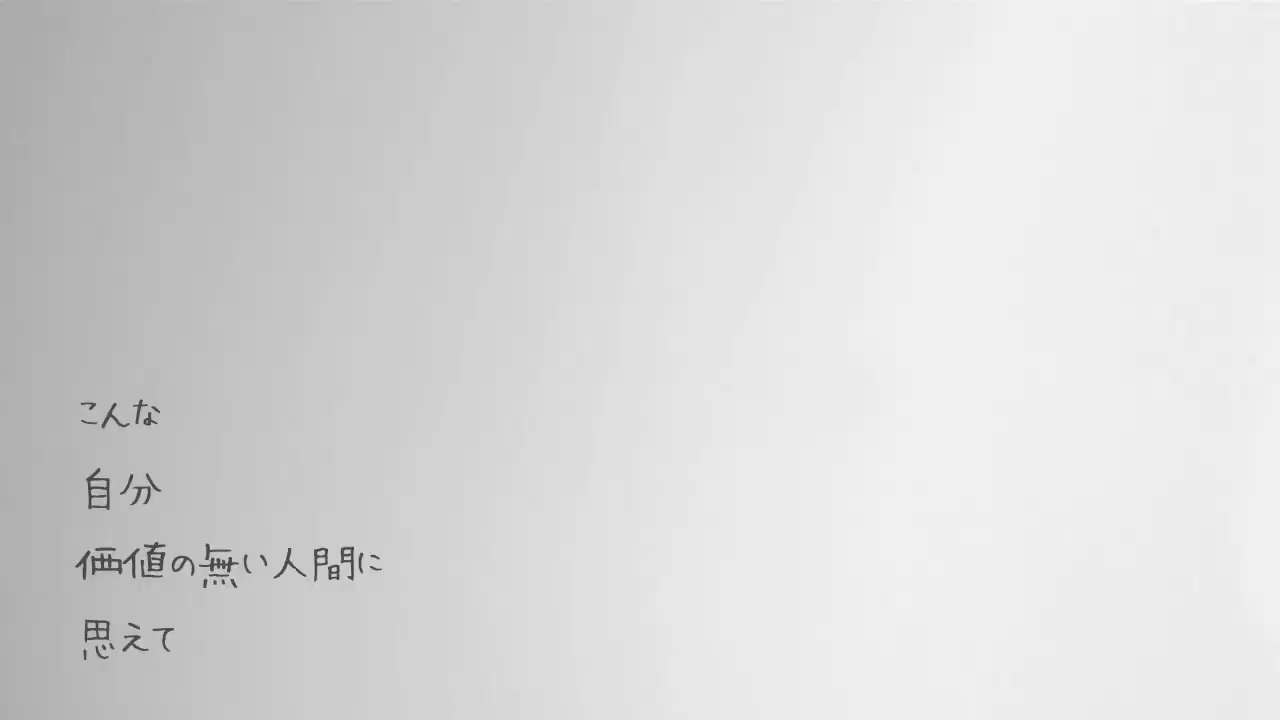 こんな
自分
価値の無い人間に
思えて